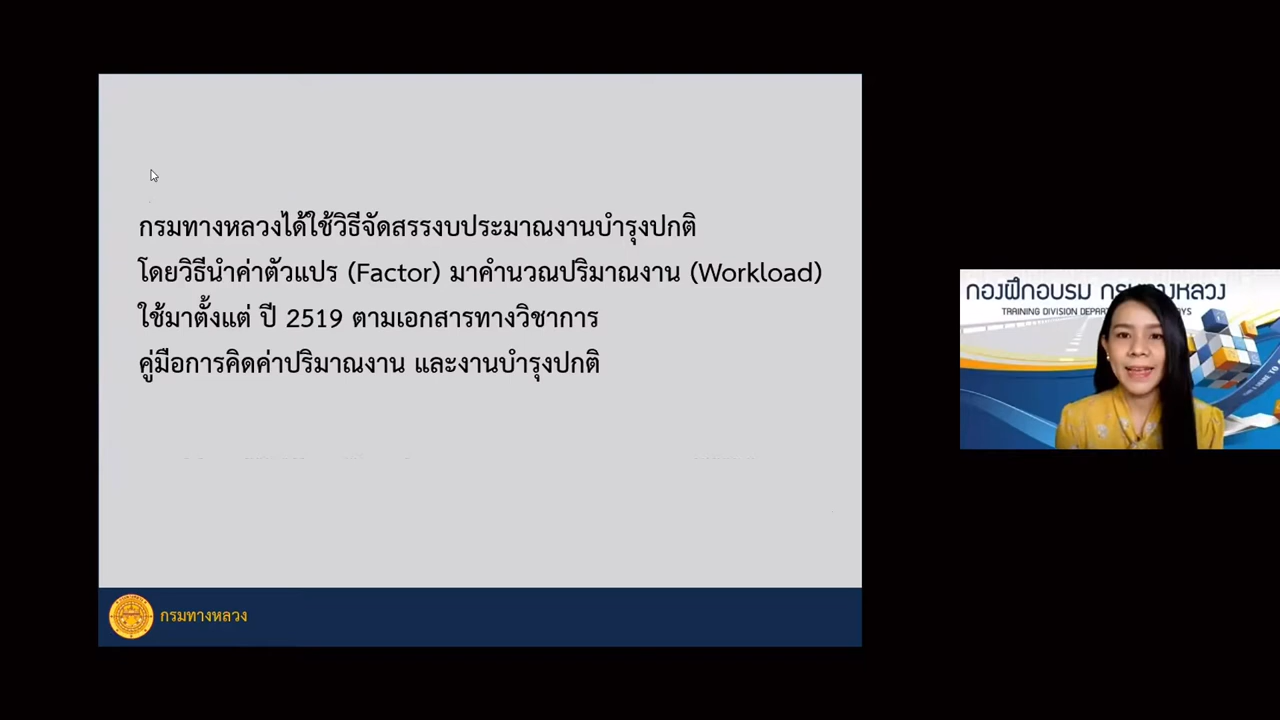 กรมทางหลวงได้ใช้วิธีจัดสรรงบประมาณงานบำรุงปกติ
โดยวิธีนำค่าตัวแปร (Factor) มาคำนวณปริมาณงาน (Workload)
ใช้มาตั้งแต่ ปี 2519 ตามเอกสารทางวิชาการ
คู่มือการคิดค่าปริมาณงาน และงานบำรุงปกติ
กรมทางหลวง
กองฝึกอบรม
TRAINING DIVISION